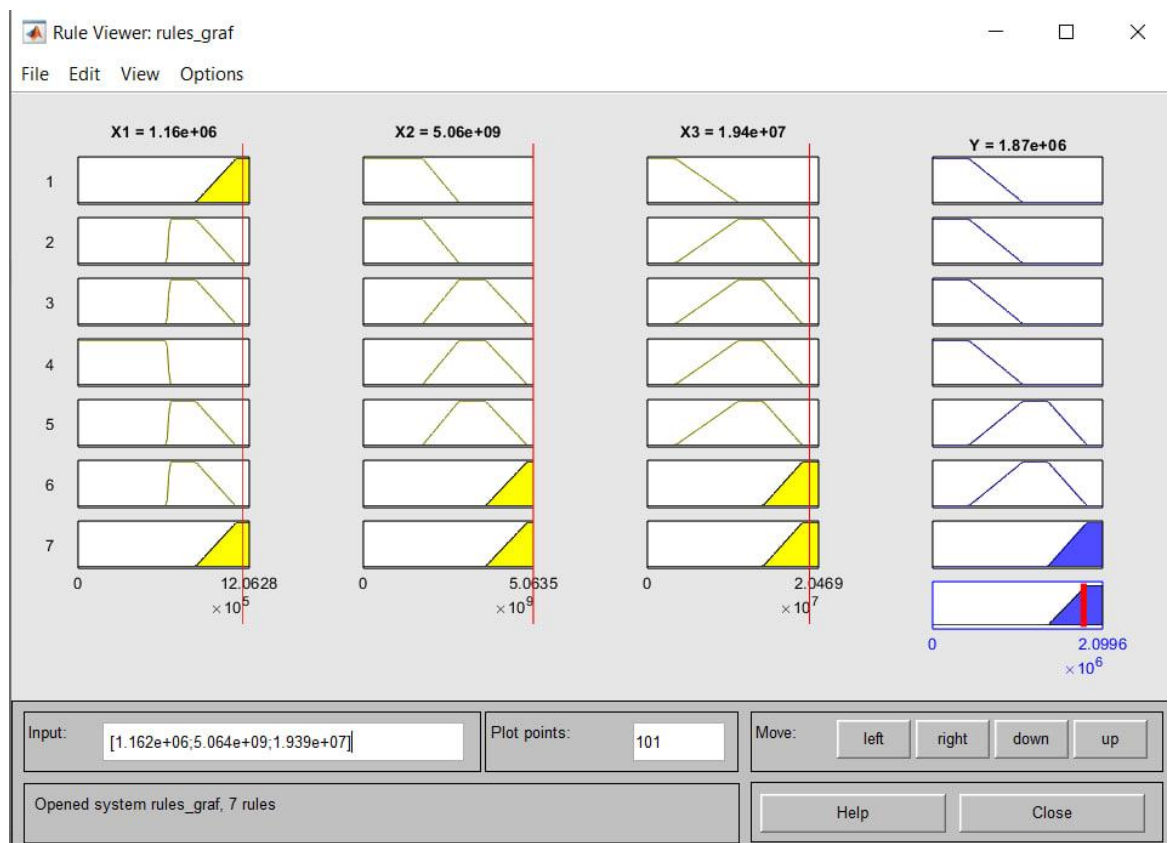 Rule Viewer: rules_graf
File Edit View Options
X1 = 1.16e+06 X2 = 5.06e+09 X3 = 1.94e+07 Y = 1.87e+06
1
2
3
4
5
6
7
0 12.0628 0 5.0635 0 2.0469
×10^5 ×10^9 ×10^7
0 2.0996
×10^6
Input: [1.162e+06;5.064e+09;1.939e+07] Plot points: 101 Move: left right down up
Opened system rules_graf, 7 rules Help Close